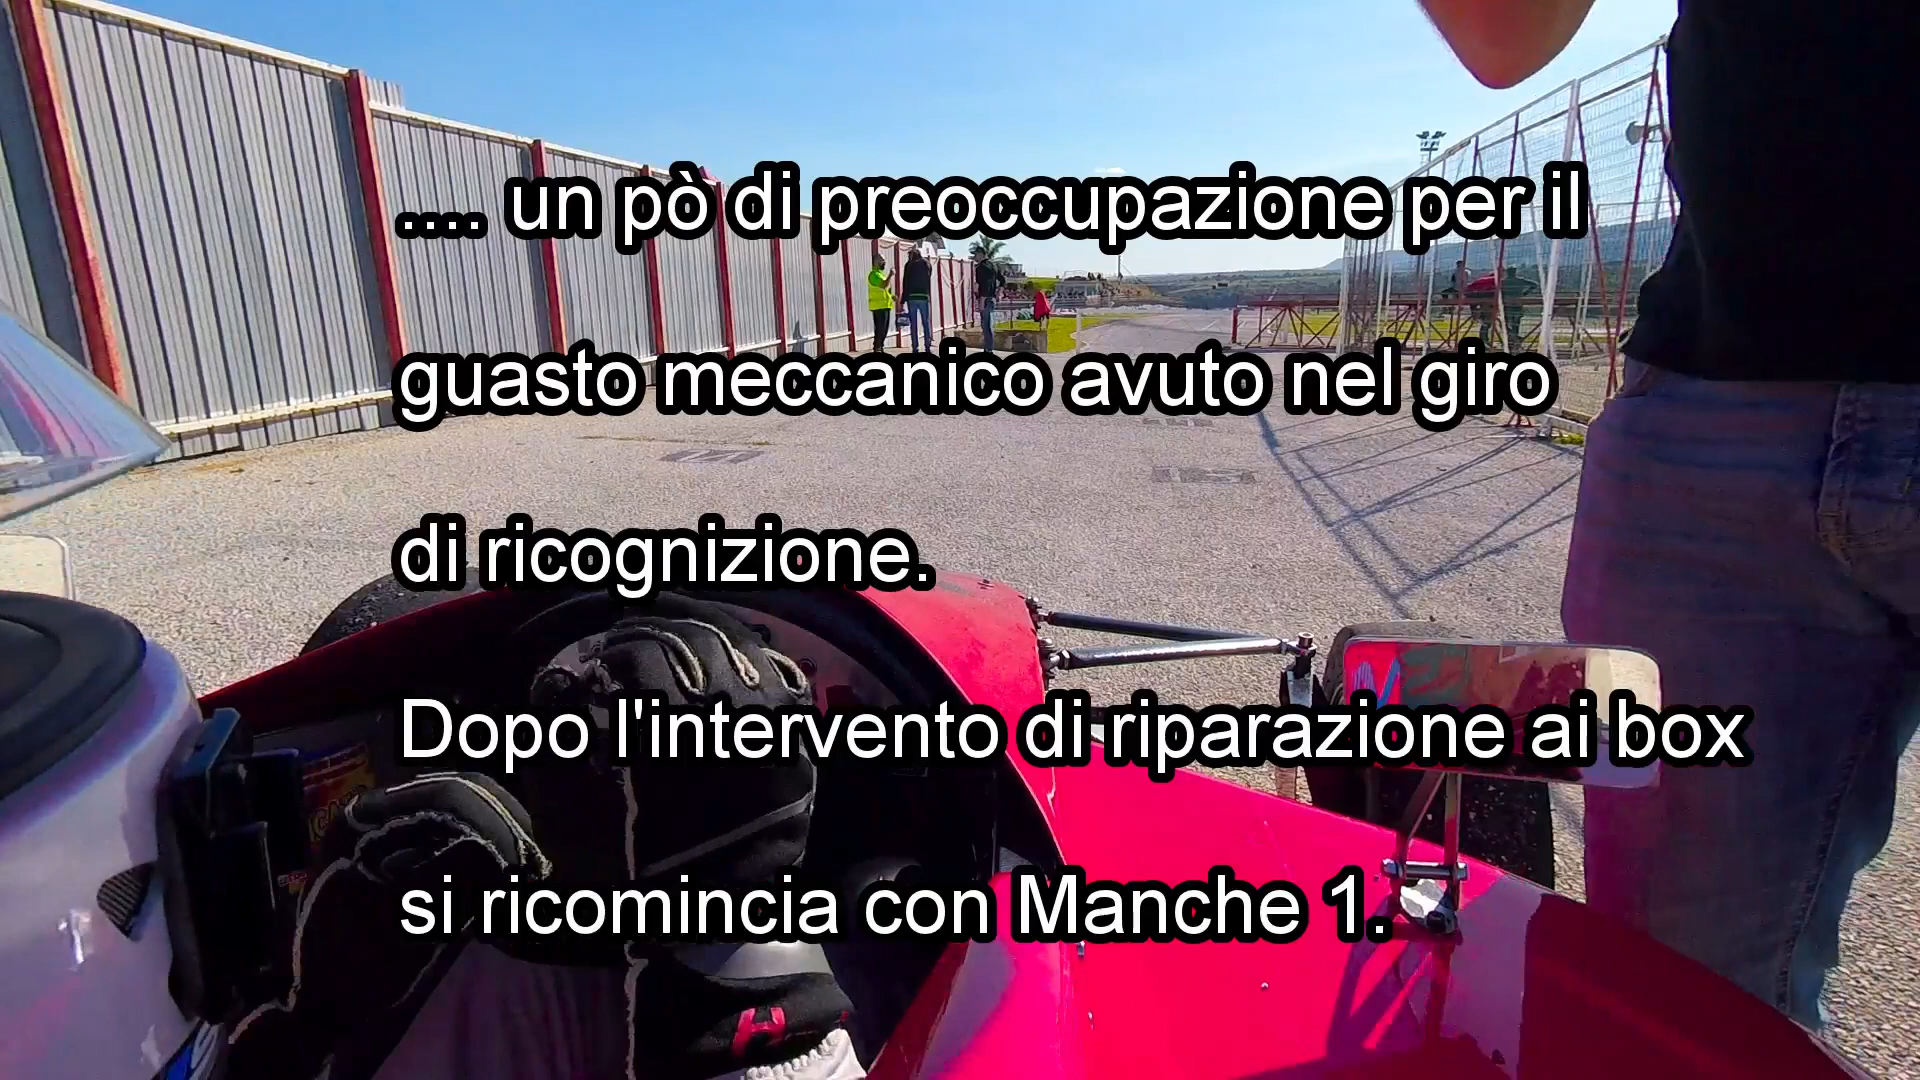 .... un pò di preoccupazione per il
guasto meccanico avuto nel giro
di ricognizione.
Dopo l'intervento di riparazione ai box
si ricomincia con Manche 1.